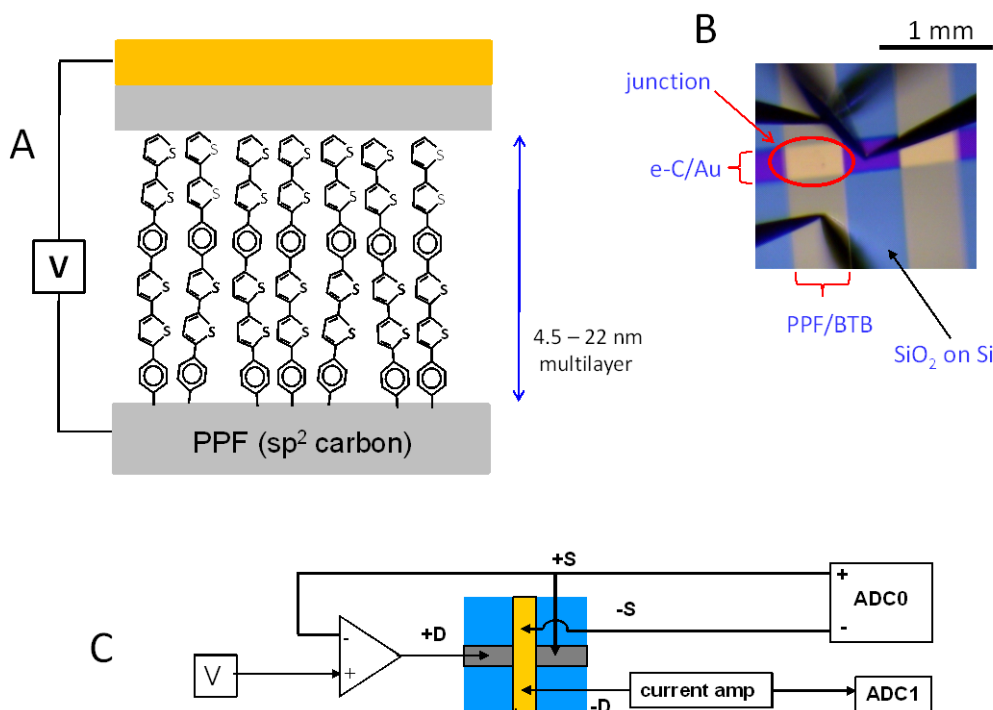 A
V
S S S S S S S
S S S S S S S
S S S S S S S
S S S S S S S
4.5 – 22 nm
multilayer
PPF (sp² carbon)
B
1 mm
junction
e-C/Au
PPF/BTB
SiO₂ on Si
C
+S
-S
+
-
ADC0
+D
-
+
V
-D
current amp
ADC1